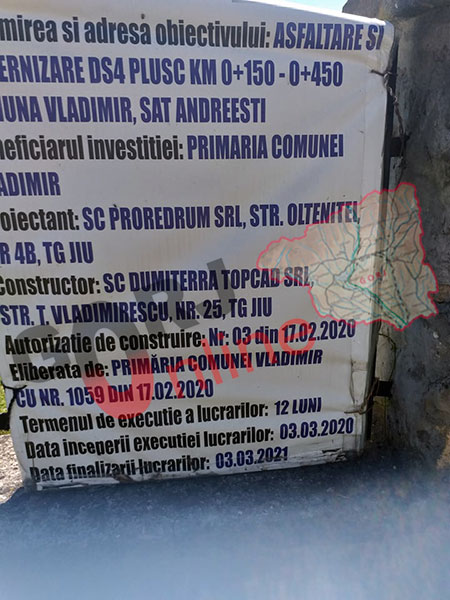 mirea si adresa obiectivului: ASFALTARE SI
ERNIZARE DS4 PLUSC KM 0+150 - 0+450
UNA VLADIMIR, SAT ANDREESTI
neficiarul investitiei: PRIMARIA COMUNEI
ADIMIR
oiectant: SC PROREDRUM SRL, STR. OLTENITEI,
R 4B, TG JIU
Constructor: SC DUMITERRA TOPCAD SRL,
STR. T. VLADIMIRESCU, NR. 25, TG JIU
Autorizatie de construire: Nr. 03 din 17.02.2020
Eliberata de: PRIMĂRIA COMUNEI VLADIMIR
CU NR. 1059 DIN 17.02.2020
Termenul de executie a lucrarilor: 12 LUNI
Data inceperii executiei lucrarilor: 03.03.2020
Data finalizarii lucrarilor: 03.03.2021
GORJ
Online
GORJ